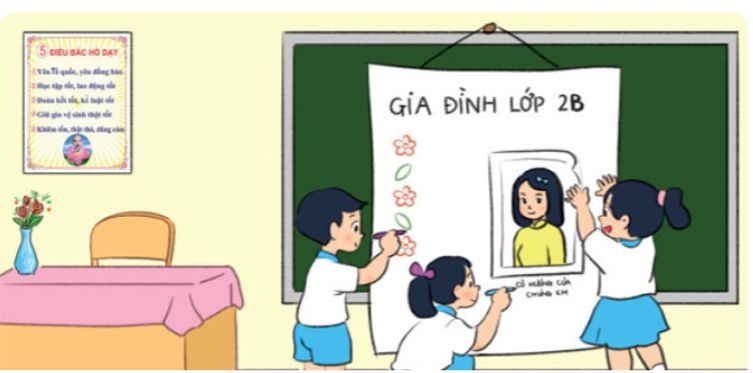 5 ĐIỀU BÁC HỒ DẠY
Yêu Tổ quốc, yêu đồng bào
Học tập tốt, lao động tốt
Đoàn kết tốt, kỉ luật tốt
Giữ gìn vệ sinh thật tốt
Khiêm tốn, thật thà, dũng cảm
GIA ĐÌNH LỚP 2B
CÔ HƯỜNG CỦA
CHÚNG EM